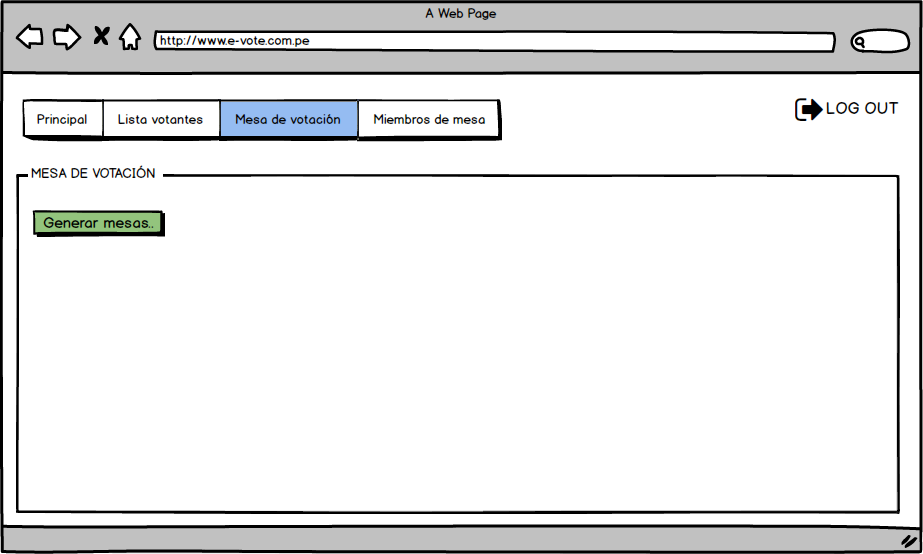 A Web Page
http://www.e-vote.com.pe
Principal Lista votantes Mesa de votación Miembros de mesa
LOG OUT
MESA DE VOTACIÓN
Generar mesas..